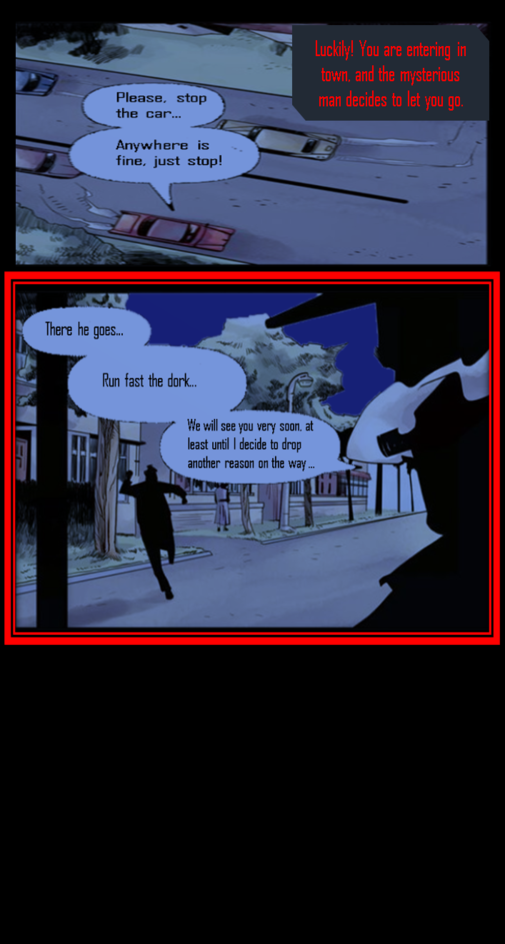 Luckily! You are entering in
town, and the mysterious
man decides to let you go.
Please, stop
the car...
Anywhere is
fine, just stop!
There he goes...
Run fast the dork...
We will see you very soon, at
least until I decide to drop
another reason on the way ...